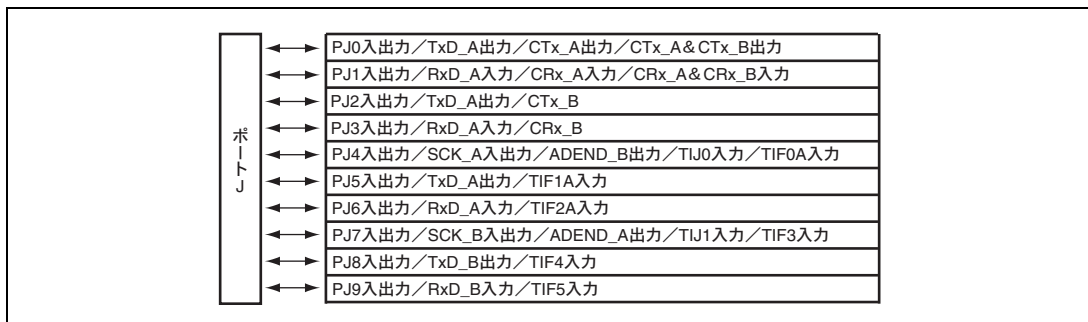 ポートJ
PJ0入出力／TxD_A出力／CTx_A出力／CTx_A＆CTx_B出力
PJ1入出力／RxD_A入力／CRx_A入力／CRx_A＆CRx_B入力
PJ2入出力／TxD_A出力／CTx_B
PJ3入出力／RxD_A入力／CRx_B
PJ4入出力／SCK_A入出力／ADEND_B出力／TIJ0入力／TIF0A入力
PJ5入出力／TxD_A出力／TIF1A入力
PJ6入出力／RxD_A入力／TIF2A入力
PJ7入出力／SCK_B入出力／ADEND_A出力／TIJ1入力／TIF3入力
PJ8入出力／TxD_B出力／TIF4入力
PJ9入出力／RxD_B入力／TIF5入力